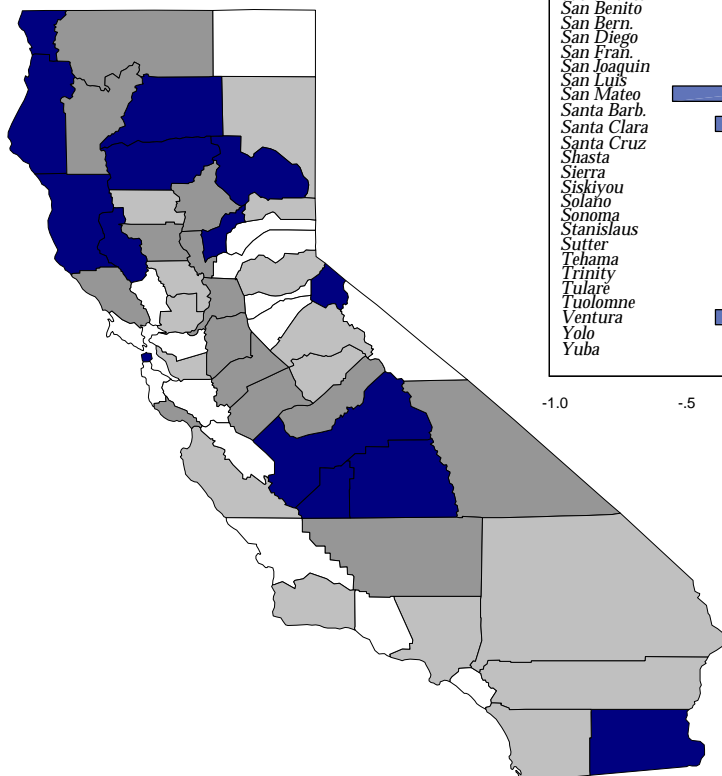 San Benito
San Bern.
San Diego
San Fran.
San Joaquin
San Luis
San Mateo
Santa Barb.
Santa Clara
Santa Cruz
Shasta
Sierra
Siskiyou
Solano
Sonoma
Stanislaus
Sutter
Tehama
Trinity
Tulare
Tuolomne
Ventura
Yolo
Yuba
-1.0 -.5